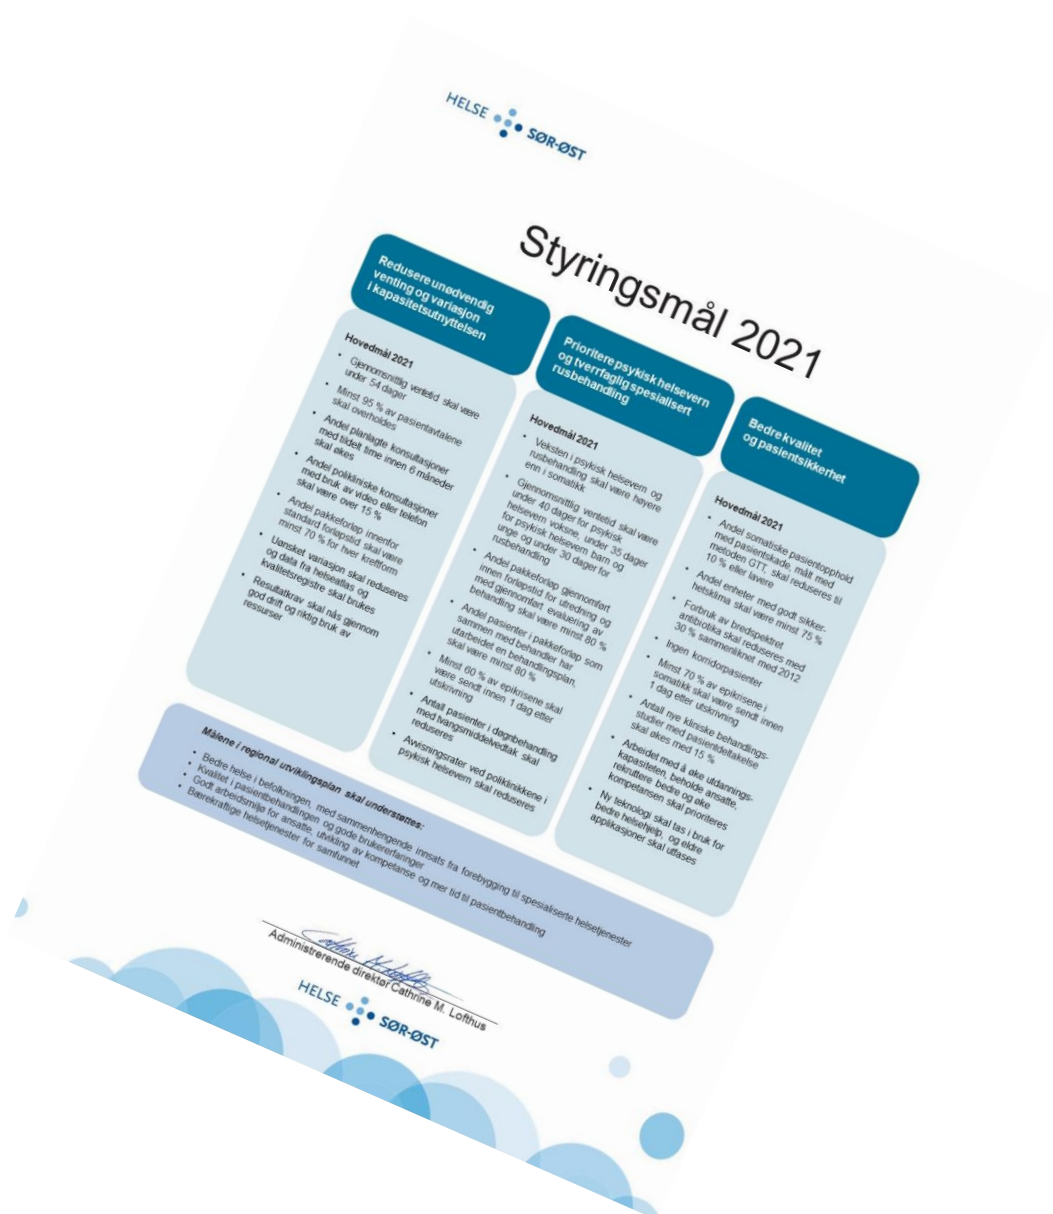 HELSE SØR-ØST
Styringsmål 2021
Redusere unødvendig
venting og variasjon
i kapasitetsutnyttelsen
Hovedmål 2021
• Gjennomsnittlig ventetid skal være
under 54 dager
• Minst 95 % av pasientavtalene
skal overholdes
• Andel planlagte konsultasjoner
med tildelt time innen 6 måneder
skal økes
• Andel polikliniske konsultasjoner
med bruk av video eller telefon
skal være over 15 %
• Andel pakkeforløp innenfor
standard forløpstid skal være
minst 70 % for hver kreftform
• Uønsket variasjon skal reduseres
og data fra helseatlas og
kvalitetsregistre skal brukes
• Resultatkrav skal nås gjennom
god drift og riktig bruk av
ressurser
Prioritere psykisk helsevern
og tverrfaglig spesialisert
rusbehandling
Hovedmål 2021
• Veksten i psykisk helsevern og
rusbehandling skal være høyere
enn i somatikk
• Gjennomsnittlig ventetid skal være
under 40 dager for psykisk
helsevern voksne, under 35 dager
for psykisk helsevern barn og
unge og under 30 dager for
rusbehandling
• Andel pakkeforløp gjennomført
innen forløpstid for utredning og
med gjennomført evaluering av
behandling skal være minst 80 %
• Andel pasienter i pakkeforløp som
sammen med behandler har
utarbeidet en behandlingsplan,
skal være minst 80 %
• Minst 60 % av epikrisene skal
være sendt innen 1 dag etter
utskrivning
• Antall pasienter i døgnbehandling
med tvangsmiddelvedtak skal
reduseres
• Avvisningsrater ved poliklinikkene i
psykisk helsevern skal reduseres
Bedre kvalitet
og pasientsikkerhet
Hovedmål 2021
• Andel somatiske pasientopphold
med pasientskade, målt med
metoden GTT, skal reduseres til
10 % eller lavere
• Andel enheter med godt sikker-
hetsklima skal være minst 75 %
• Forbruk av bredspektret
antibiotika skal reduseres med
30 % sammenliknet med 2012
• Ingen korridorpasienter
• Minst 70 % av epikrisene i
somatikk skal være sendt innen
1 dag etter utskrivning
• Antall nye kliniske behandlings-
studier med pasientdeltakelse
skal økes med 15 %
• Arbeidet med å øke utdannings-
kapasiteten, beholde ansatte,
rekruttere bedre og øke
kompetansen skal prioriteres
• Ny teknologi skal tas i bruk for
bedre helsehjelp, og eldre
applikasjoner skal utfases
Målene i regional utviklingsplan skal understøttes:
• Bedre helse i befolkningen, med sammenhengende innsats fra forebygging til spesialiserte helsetjenester
• Kvalitet i pasientbehandlingen og gode brukererfaringer
• Godt arbeidsmiljø for ansatte, utvikling av kompetanse og mer tid til pasientbehandling
• Bærekraftige helsetjenester for samfunnet
Cathrine M. Lofthus
Administrerende direktør Cathrine M. Lofthus
HELSE SØR-ØST